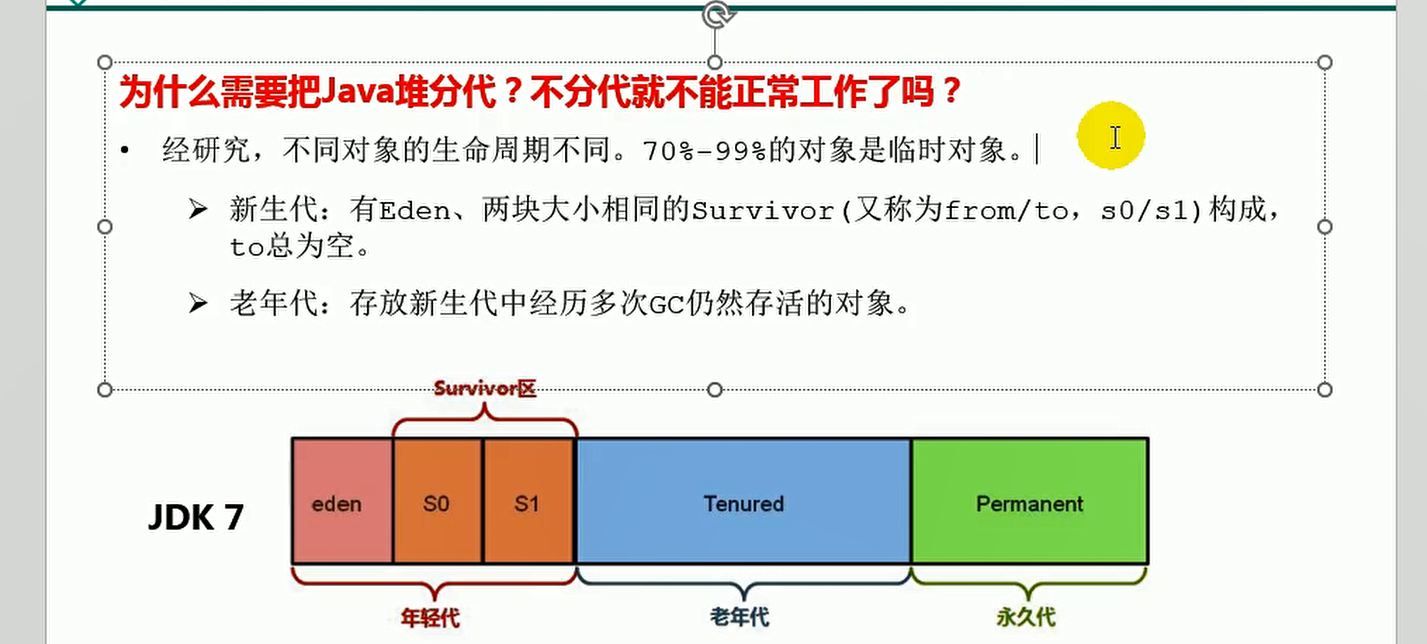 为什么需要把Java堆分代？不分代就不能正常工作了吗？
• 经研究，不同对象的生命周期不同。70%-99%的对象是临时对象。
➢ 新生代：有Eden、两块大小相同的Survivor(又称为from/to，s0/s1)构成，
to总为空。
➢ 老年代：存放新生代中经历多次GC仍然存活的对象。
Survivor区
JDK 7
eden S0 S1 Tenured Permanent
年轻代 老年代 永久代